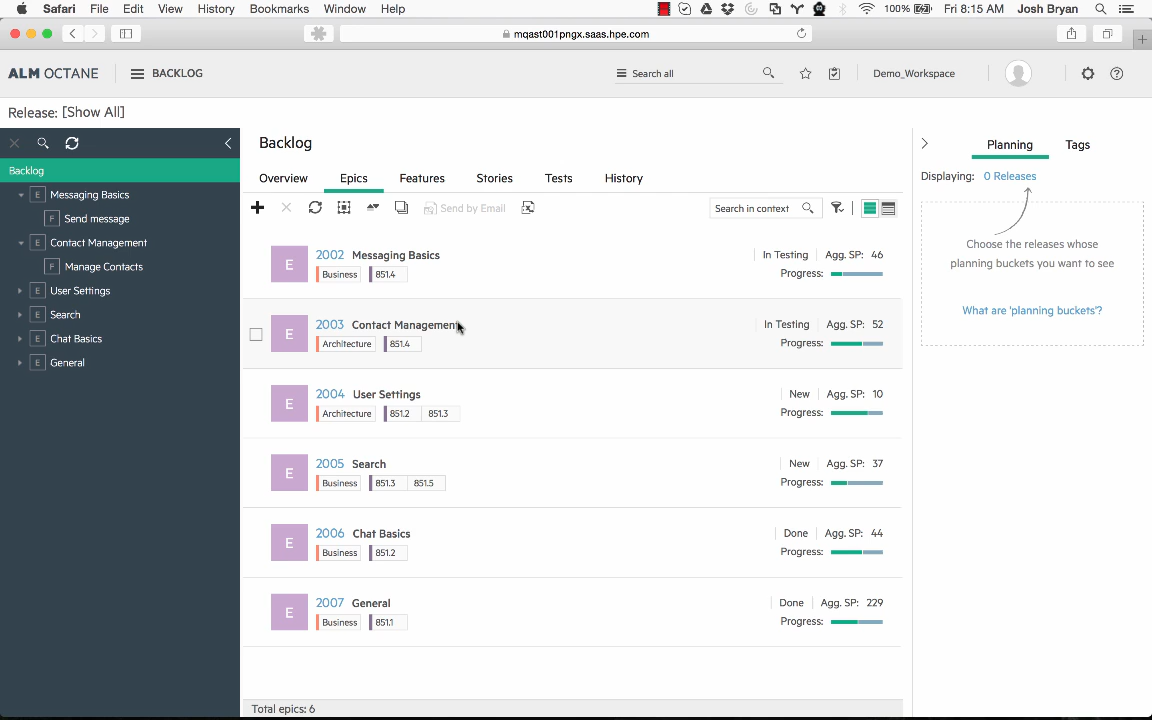 Safari File Edit View History Bookmarks Window Help 100% Fri 8:15 AM Josh Bryan
mqast001pngx.saas.hpe.com
ALM OCTANE BACKLOG Search all Demo_Workspace
Release: [Show All]
Backlog
Messaging Basics
Send message
Contact Management
Manage Contacts
User Settings
Search
Chat Basics
General
E
F
E
F
E
E
E
E
Backlog
Overview Epics Features Stories Tests History
Send by Email Search in context
E 2002 Messaging Basics In Testing Agg. SP: 46
Business 851.4 Progress:
E 2003 Contact Management In Testing Agg. SP: 52
Architecture 851.4 Progress:
E 2004 User Settings New Agg. SP: 10
Architecture 851.2 851.3 Progress:
E 2005 Search New Agg. SP: 37
Business 851.3 851.5 Progress:
E 2006 Chat Basics Done Agg. SP: 44
Business 851.2 Progress:
E 2007 General Done Agg. SP: 229
Business 851.1 Progress:
Total epics: 6
Planning Tags
Displaying: 0 Releases
Choose the releases whose
planning buckets you want to see
What are 'planning buckets'?